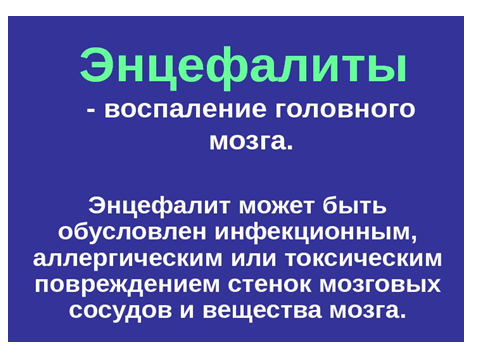 Энцефалиты
- воспаление головного
мозга.
Энцефалит может быть
обусловлен инфекционным,
аллергическим или токсическим
повреждением стенок мозговых
сосудов и вещества мозга.